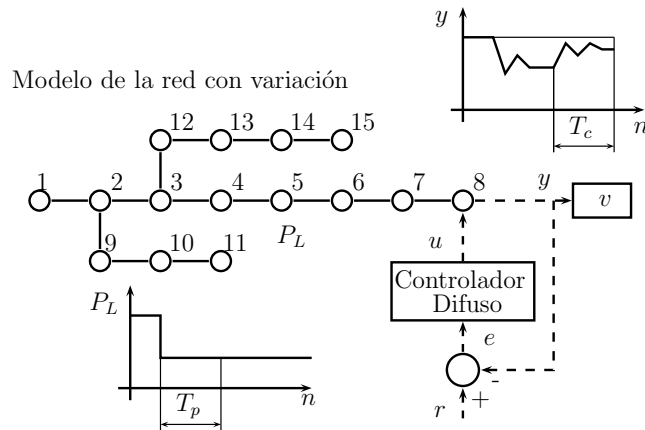 y
n
T_c
Modelo de la red con variación
12 13 14 15
1 2 3 4 5 6 7 8
y
v
P_L
u
9 10 11
Controlador
Difuso
P_L
n
T_p
e
-
+
r